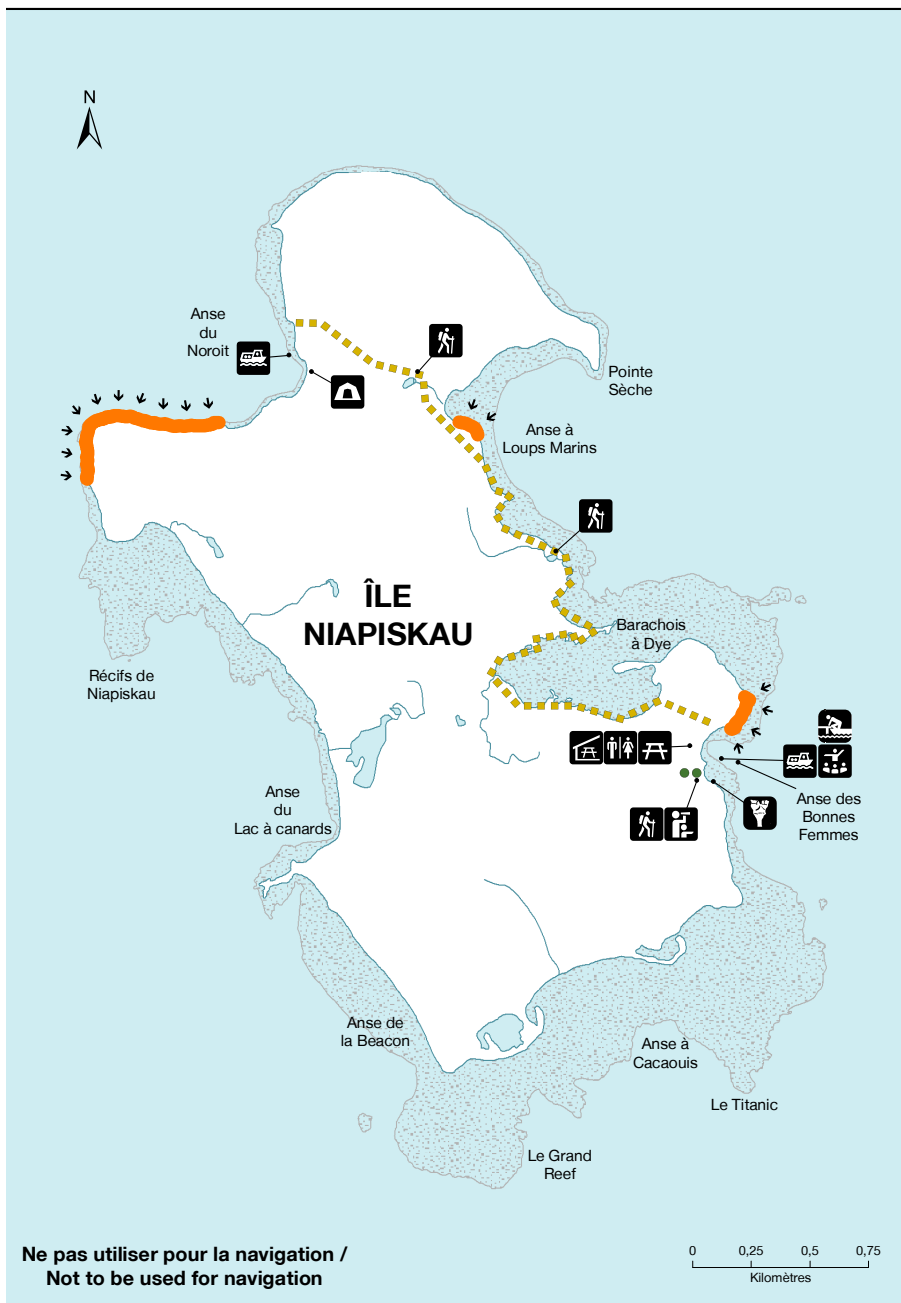 N
Anse
du
Noroit
Pointe
Sèche
Anse à
Loups Marins
ÎLE
NIAPISKAU
Barachois
à Dye
Récifs de
Niapiskau
Anse
du
Lac à canards
Anse des
Bonnes
Femmes
Anse de
la Beacon
Anse à
Cacaouis
Le Titanic
Le Grand
Reef
Ne pas utiliser pour la navigation /
Not to be used for navigation
0 0,25 0,5 0,75
Kilomètres